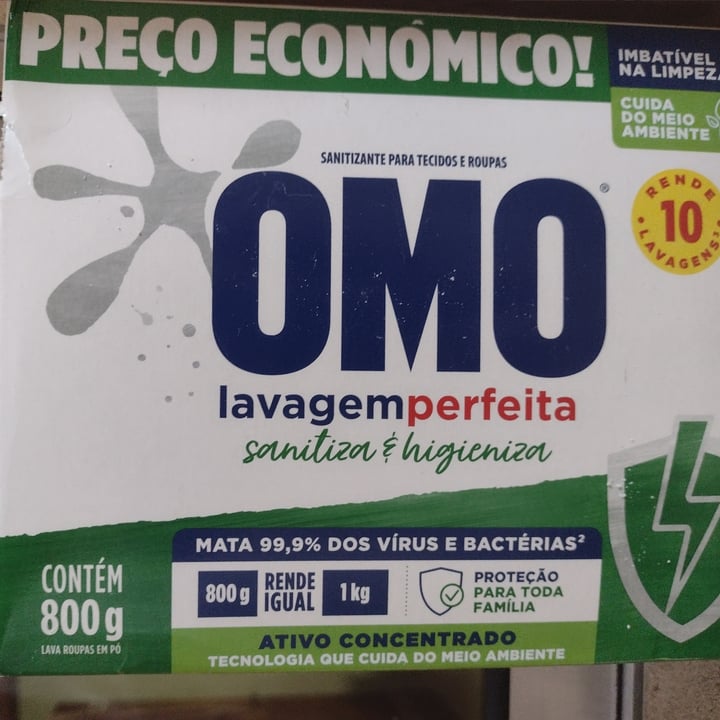 PREÇO ECONÔMICO!
IMBATÍVEL
NA LIMPEZA
CUIDA
DO MEIO
AMBIENTE
SANITIZANTE PARA TECIDOS E ROUPAS
OMO®
RENDE
10
LAVAGENS³
lavagemperfeita
sanitiza & higieniza
MATA 99,9% DOS VÍRUS E BACTÉRIAS²
CONTÉM
800g
LAVA ROUPAS EM PÓ
800g RENDE IGUAL 1kg
PROTEÇÃO
PARA TODA
FAMÍLIA
ATIVO CONCENTRADO
TECNOLOGIA QUE CUIDA DO MEIO AMBIENTE